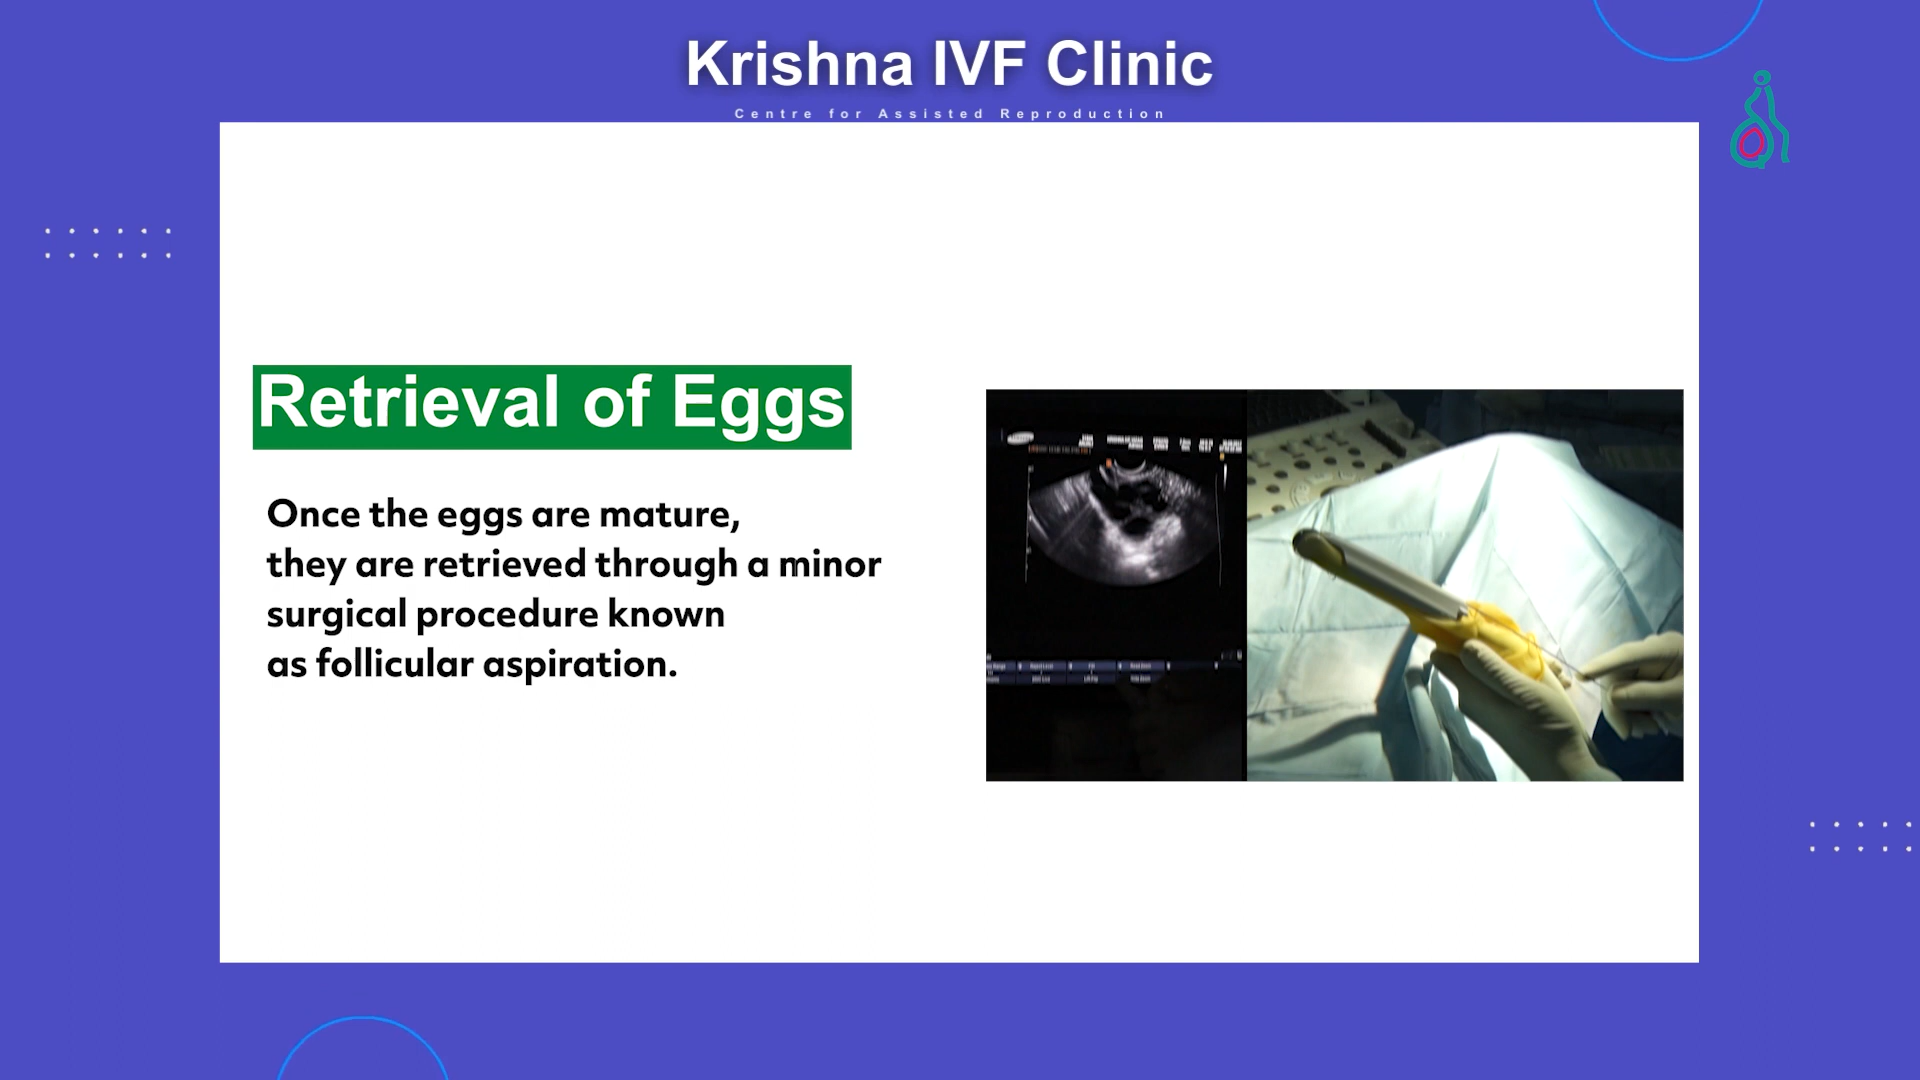 Krishna IVF Clinic
Centre for Assisted Reproduction
Retrieval of Eggs
Once the eggs are mature,
they are retrieved through a minor
surgical procedure known
as follicular aspiration.